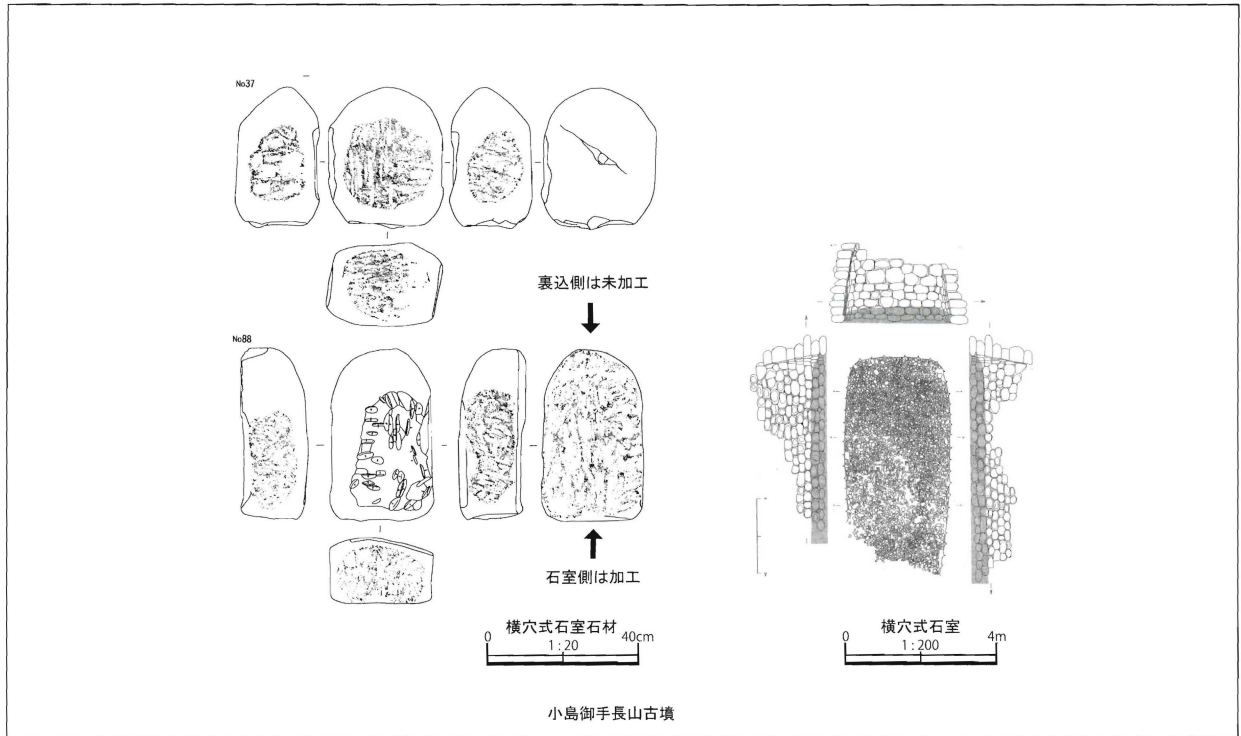 No37
裏込側は未加工
No88
石室側は加工
横穴式石室石材
0 40cm
1：20
横穴式石室
0 4m
1：200
小島御手長山古墳